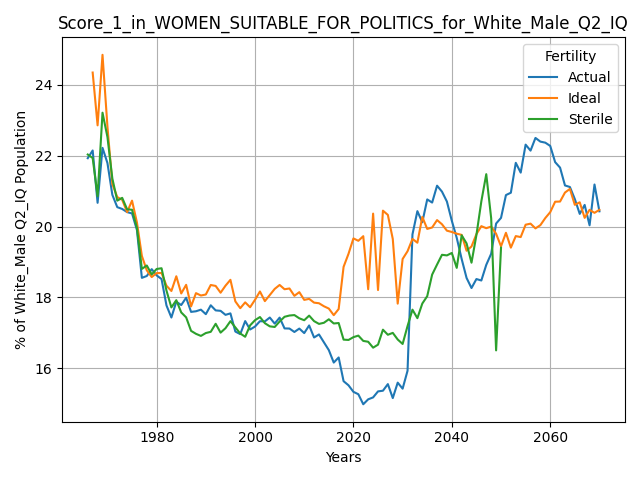 Score_1_in_WOMEN_SUITABLE_FOR_POLITICS_for_White_Male_Q2_IQ
Fertility
Actual
Ideal
Sterile
% of White_Male Q2_IQ Population
24
22
20
18
16
1980
2000
2020
2040
2060
Years